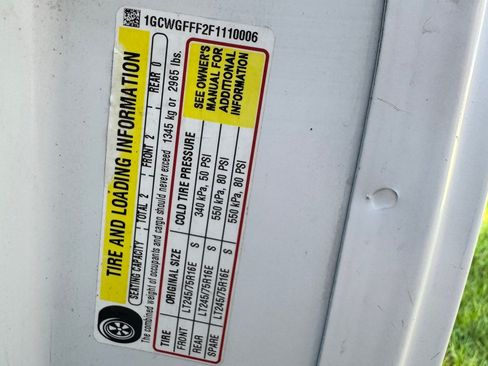 1GCWGFFF2F1110006
TIRE AND LOADING INFORMATION
SEATING CAPACITY TOTAL 2 FRONT 2 REAR 0
The combined weight of occupants and cargo should never exceed 1345 kg or 2965 lbs.
TIRE ORIGINAL SIZE COLD TIRE PRESSURE
FRONT LT245/75R16E S 340 kPa, 50 PSI
REAR LT245/75R16E S 550 kPa, 80 PSI
SPARE LT245/75R16E S 550 kPa, 80 PSI
SEE OWNER'S
MANUAL FOR
ADDITIONAL
INFORMATION